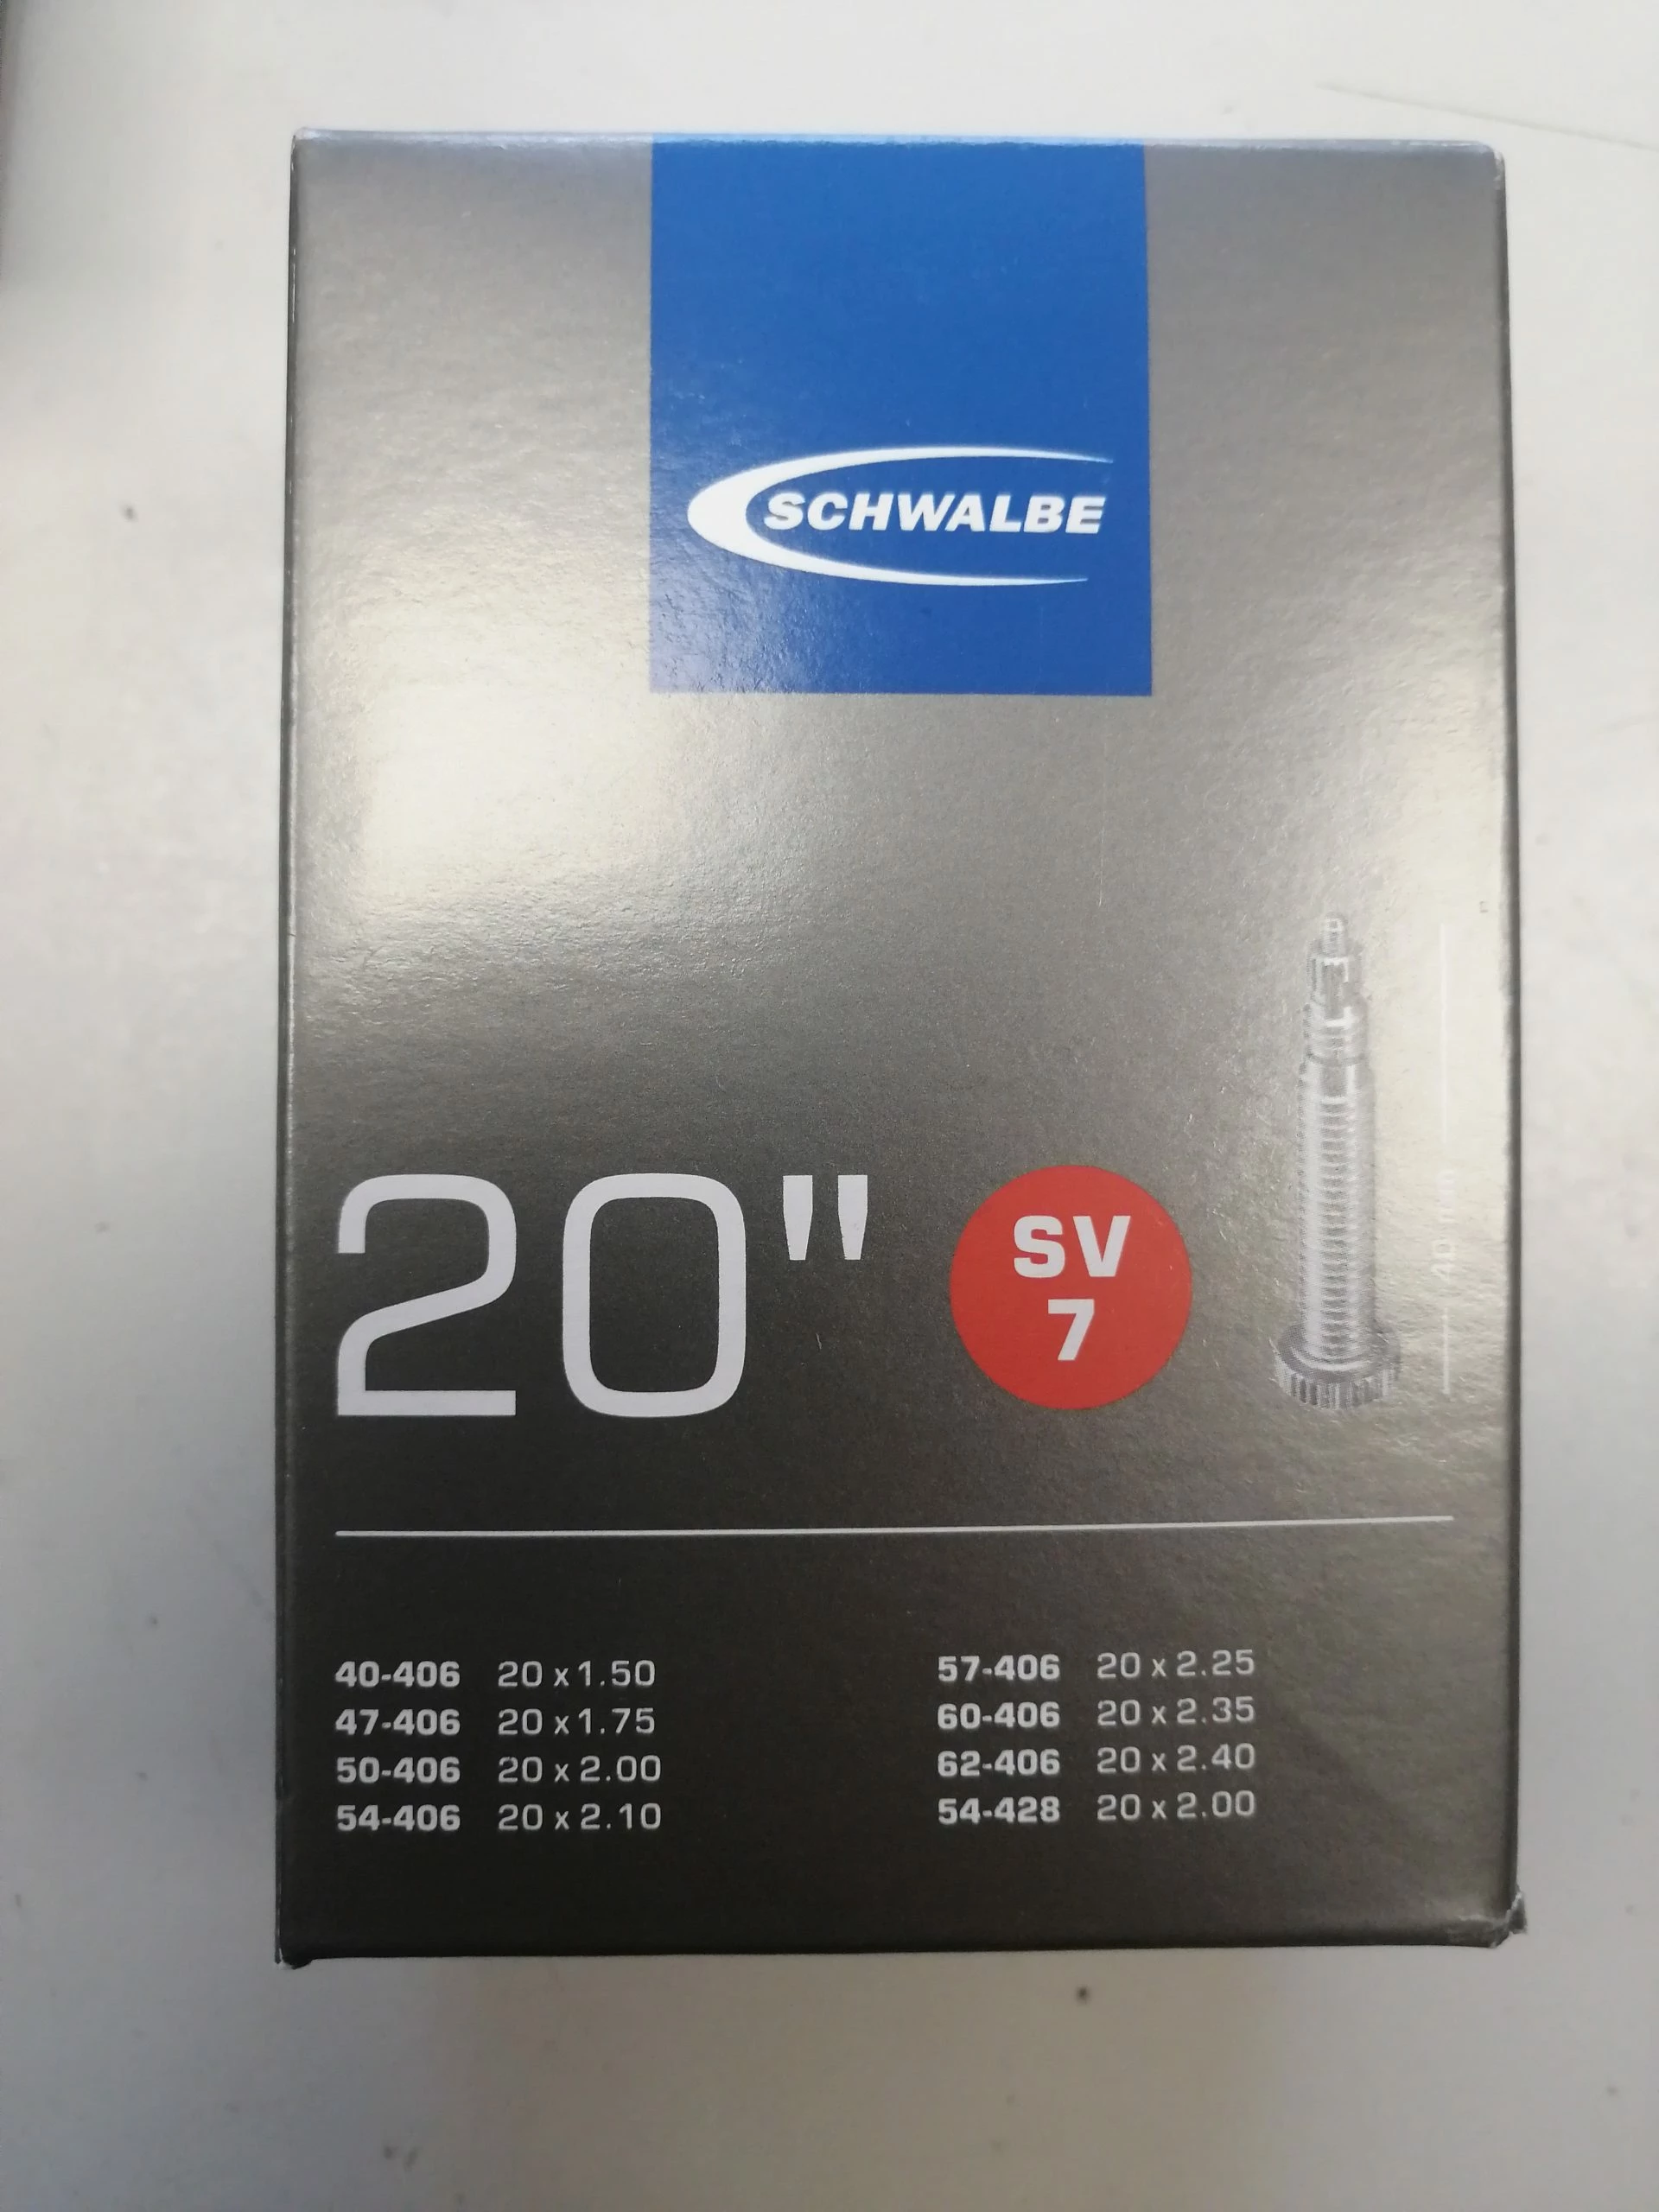 SCHWALBE
20"
SV
7
40 mm
40-406 20 x 1.50
47-406 20 x 1.75
50-406 20 x 2.00
54-406 20 x 2.10
57-406 20 x 2.25
60-406 20 x 2.35
62-406 20 x 2.40
54-428 20 x 2.00